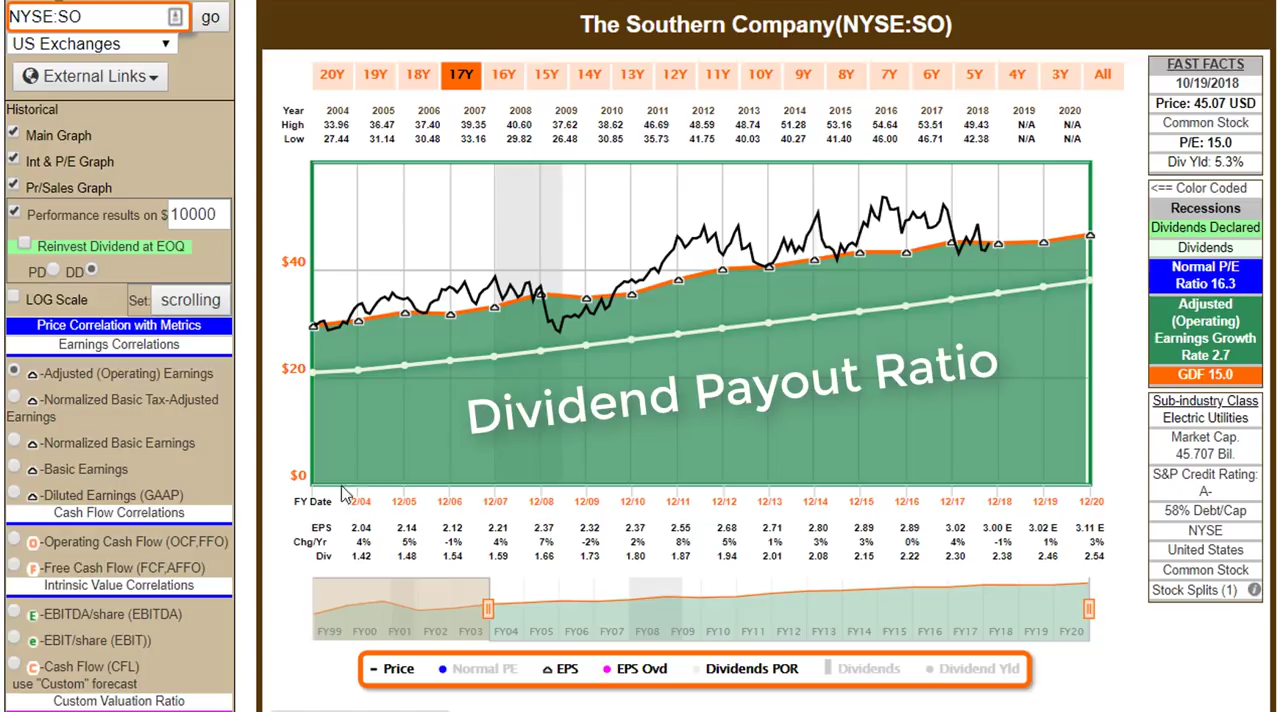 NYSE:SO
go
US Exchanges
External Links
Historical
Main Graph
Int & P/E Graph
Pr/Sales Graph
Performance results on $ 10000
Reinvest Dividend at EOQ
PD DD
LOG Scale Set: scrolling
Price Correlation with Metrics
Earnings Correlations
-Adjusted (Operating) Earnings
-Normalized Basic Tax-Adjusted
Earnings
-Normalized Basic Earnings
-Basic Earnings
-Diluted Earnings (GAAP)
Cash Flow Correlations
O-Operating Cash Flow (OCF,FFO)
F-Free Cash Flow (FCF,AFFO)
Intrinsic Value Correlations
E-EBITDA/share (EBITDA)
e-EBIT/share (EBIT))
C-Cash Flow (CFL)
use "Custom" forecast
Custom Valuation Ratio
The Southern Company(NYSE:SO)
20Y 19Y 18Y 17Y 16Y 15Y 14Y 13Y 12Y 11Y 10Y 9Y 8Y 7Y 6Y 5Y 4Y 3Y All
Year 2004 2005 2006 2007 2008 2009 2010 2011 2012 2013 2014 2015 2016 2017 2018 2019 2020
High 33.96 36.47 37.40 39.35 40.60 37.62 38.62 46.69 48.59 48.74 51.28 53.16 54.64 53.51 49.43 N/A N/A
Low 27.44 31.14 30.48 33.16 29.82 26.48 30.85 35.73 41.75 40.03 40.27 41.40 46.00 46.71 42.38 N/A N/A
$40
$20
$0
Dividend Payout Ratio
FY Date 12/04 12/05 12/06 12/07 12/08 12/09 12/10 12/11 12/12 12/13 12/14 12/15 12/16 12/17 12/18 12/19 12/20
EPS 2.04 2.14 2.12 2.21 2.37 2.32 2.37 2.55 2.68 2.71 2.80 2.89 2.89 3.02 3.00 E 3.02 E 3.11 E
Chg/Yr 4% 5% -1% 4% 7% -2% 2% 8% 5% 1% 3% 3% 0% 4% -1% 1% 3%
Div 1.42 1.48 1.54 1.59 1.66 1.73 1.80 1.87 1.94 2.01 2.08 2.15 2.22 2.30 2.38 2.46 2.54
FY99 FY00 FY01 FY02 FY03 FY04 FY05 FY06 FY07 FY08 FY09 FY10 FY11 FY12 FY13 FY14 FY15 FY16 FY17 FY18 FY19 FY20
Price Normal PE EPS EPS Ovd Dividends POR Dividends Dividend Yld
FAST FACTS
10/19/2018
Price: 45.07 USD
Common Stock
P/E: 15.0
Div Yld: 5.3%
<== Color Coded
Recessions
Dividends Declared
Dividends
Normal P/E
Ratio 16.3
Adjusted
(Operating)
Earnings Growth
Rate 2.7
GDF 15.0
Sub-industry Class
Electric Utilities
Market Cap.
45.707 Bil.
S&P Credit Rating:
A-
58% Debt/Cap
NYSE
United States
Common Stock
Stock Splits (1) i